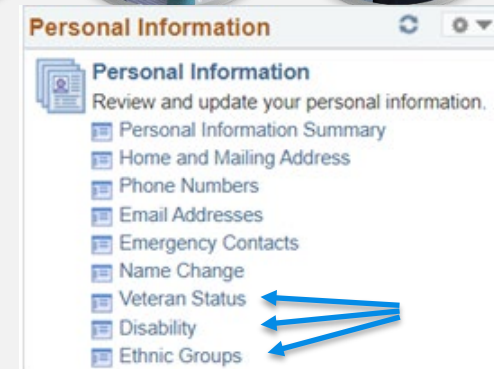 Personal Information
Personal Information
Review and update your personal information.
Personal Information Summary
Home and Mailing Address
Phone Numbers
Email Addresses
Emergency Contacts
Name Change
Veteran Status
Disability
Ethnic Groups